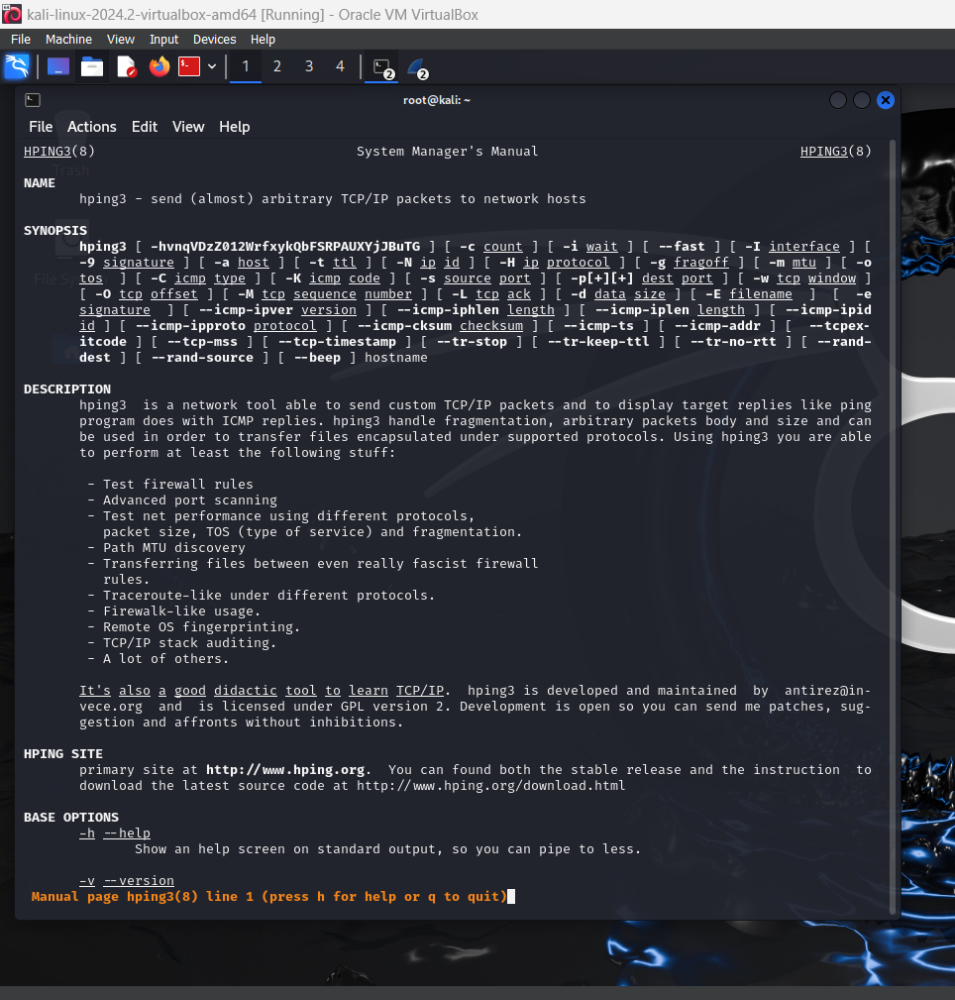 kali-linux-2024.2-virtualbox-amd64 [Running] - Oracle VM VirtualBox
File Machine View Input Devices Help
1 2 3 4 2 2
root@kali: ~
File Actions Edit View Help
HPING3(8) System Manager's Manual HPING3(8)
Trash
NAME
hping3 - send (almost) arbitrary TCP/IP packets to network hosts
SYNOPSIS
hping3 [ -hvnqVDzZ012WrfxykQbFSRPAUXYjJBuTG ] [ -c count ] [ -i wait ] [ --fast ] [ -I interface ] [
-9 signature ] [ -a host ] [ -t ttl ] [ -N ip id ] [ -H ip protocol ] [ -g fragoff ] [ -m mtu ] [ -o
tos ] [ -C icmp type ] [ -K icmp code ] [ -s source port ] [ -p[+][+] dest port ] [ -w tcp window ]
[ -O tcp offset ] [ -M tcp sequence number ] [ -L tcp ack ] [ -d data size ] [ -E filename ] [ -e
signature ] [ --icmp-ipver version ] [ --icmp-iphlen length ] [ --icmp-iplen length ] [ --icmp-ipid
id ] [ --icmp-ipproto protocol ] [ --icmp-cksum checksum ] [ --icmp-ts ] [ --icmp-addr ] [ --tcpex-
itcode ] [ --tcp-mss ] [ --tcp-timestamp ] [ --tr-stop ] [ --tr-keep-ttl ] [ --tr-no-rtt ] [ --rand-
dest ] [ --rand-source ] [ --beep ] hostname
DESCRIPTION
hping3 is a network tool able to send custom TCP/IP packets and to display target replies like ping
program does with ICMP replies. hping3 handle fragmentation, arbitrary packets body and size and can
be used in order to transfer files encapsulated under supported protocols. Using hping3 you are able
to perform at least the following stuff:
- Test firewall rules
- Advanced port scanning
- Test net performance using different protocols,
packet size, TOS (type of service) and fragmentation.
- Path MTU discovery
- Transferring files between even really fascist firewall
rules.
- Traceroute-like under different protocols.
- Firewalk-like usage.
- Remote OS fingerprinting.
- TCP/IP stack auditing.
- A lot of others.
It's also a good didactic tool to learn TCP/IP. hping3 is developed and maintained by antirez@in-
vece.org and is licensed under GPL version 2. Development is open so you can send me patches, sug-
gestion and affronts without inhibitions.
HPING SITE
primary site at http://www.hping.org. You can found both the stable release and the instruction to
download the latest source code at http://www.hping.org/download.html
BASE OPTIONS
-h --help
Show an help screen on standard output, so you can pipe to less.
-v --version
Manual page hping3(8) line 1 (press h for help or q to quit)